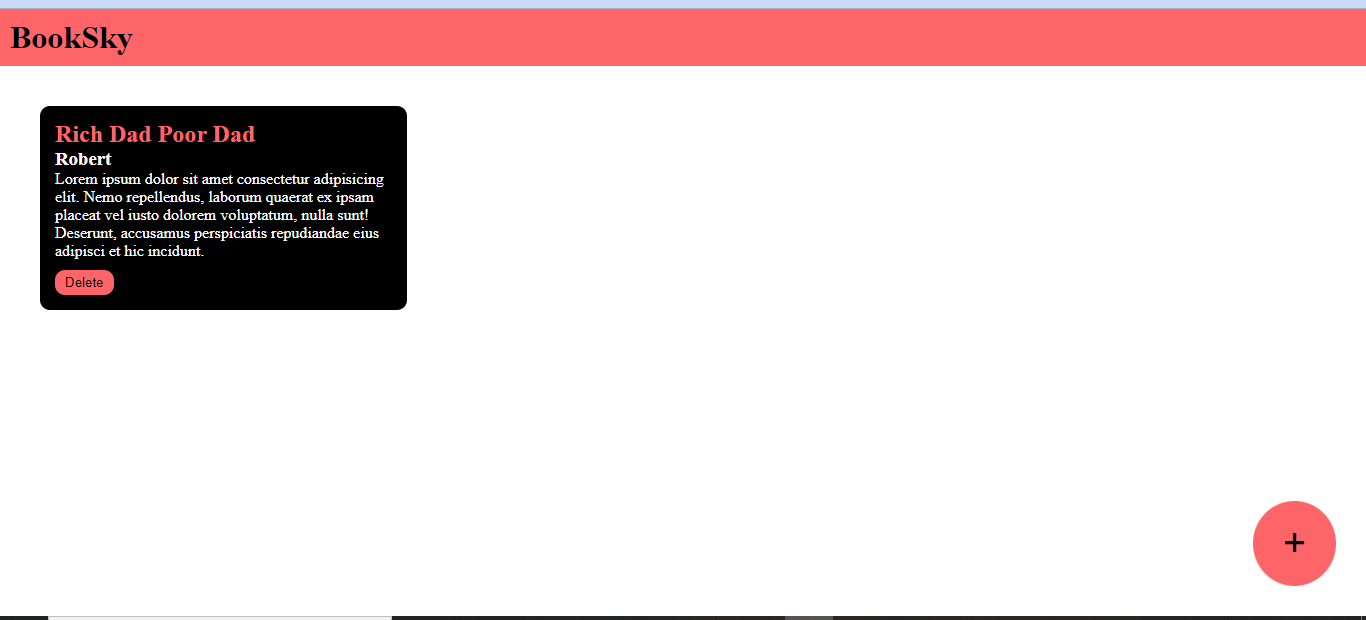 BookSky
Rich Dad Poor Dad
Robert
Lorem ipsum dolor sit amet consectetur adipisicing
elit. Nemo repellendus, laborum quaerat ex ipsam
placeat vel iusto dolorem voluptatum, nulla sunt!
Deserunt, accusamus perspiciatis repudiandae eius
adipisci et hic incidunt.
Delete
+